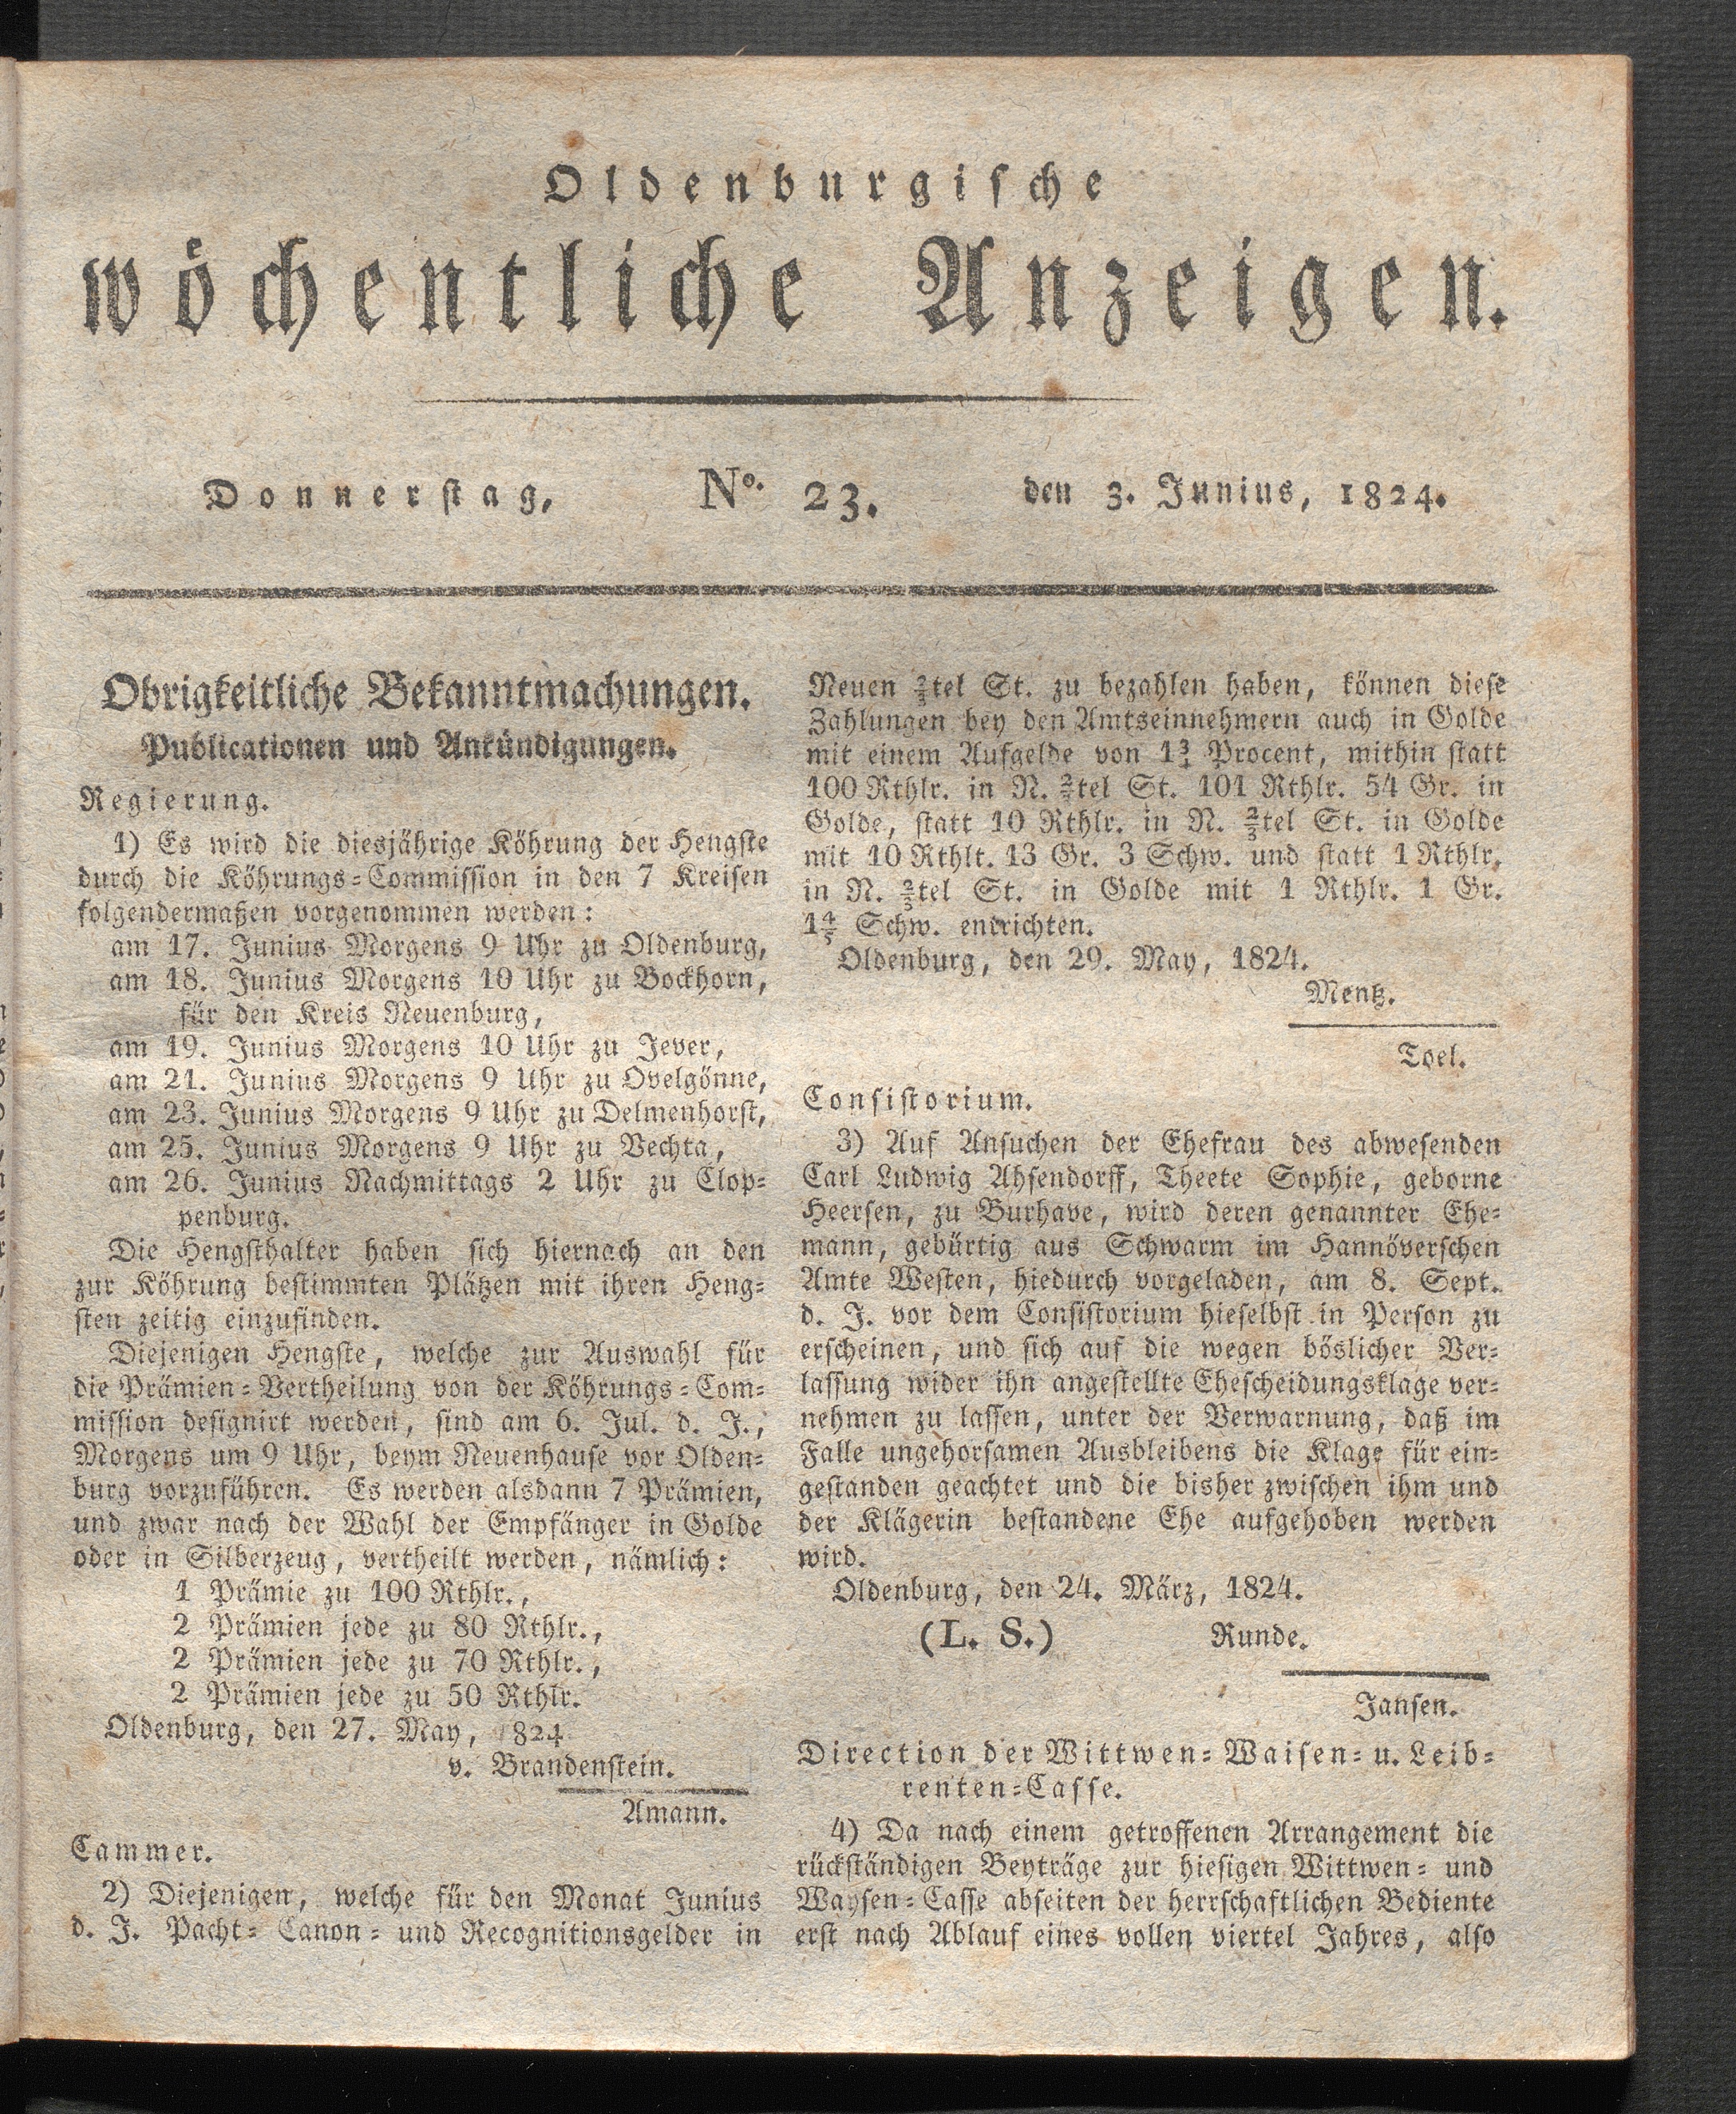 Oldenburgische
wöchentliche Anzeigen.
Donnerstag, No. 23. den 3. Junius, 1824.
Obrigkeitliche Bekanntmachungen.
Publicationen und Ankündigungen.
Regierung.
1) Es wird die diesjährige Köhrung der Hengste
durch die Köhrungs-Commission in den 7 Kreisen
folgendermaßen vorgenommen werden:
am 17. Junius Morgens 9 Uhr zu Oldenburg,
am 18. Junius Morgens 10 Uhr zu Bockhorn,
für den Kreis Neuenburg,
am 19. Junius Morgens 10 Uhr zu Jever,
am 21. Junius Morgens 9 Uhr zu Ovelgönne,
am 23. Junius Morgens 9 Uhr zu Delmenhorst,
am 25. Junius Morgens 9 Uhr zu Vechta,
am 26. Junius Nachmittags 2 Uhr zu Clop-
penburg.
Die Hengsthalter haben sich hiernach an den
zur Köhrung bestimmten Plätzen mit ihren Heng-
sten zeitig einzufinden.
Diejenigen Hengste, welche zur Auswahl für
die Prämien-Vertheilung von der Köhrungs-Com-
mission designirt werden, sind am 6. Jul. d. J.,
Morgens um 9 Uhr, beym Neuenhause vor Olden-
burg vorzuführen. Es werden alsdann 7 Prämien,
und zwar nach der Wahl der Empfänger in Golde
oder in Silberzeug, vertheilt werden, nämlich:
1 Prämie zu 100 Rthlr.,
2 Prämien jede zu 80 Rthlr.,
2 Prämien jede zu 70 Rthlr.,
2 Prämien jede zu 50 Rthlr.
Oldenburg, den 27. May, 1824
v. Brandenstein.
Amann.
Cammer.
2) Diejenigen, welche für den Monat Junius
d. J. Pacht- Canon- und Recognitionsgelder in
Neuen ⅔tel St. zu bezahlen haben, können diese
Zahlungen bey den Amtseinnehmern auch in Golde
mit einem Aufgelde von 1¾ Procent, mithin statt
100 Rthlr. in N. ⅔tel St. 101 Rthlr. 54 Gr. in
Golde, statt 10 Rthlr. in N. ⅔tel St. in Golde
mit 10 Rthlt. 13 Gr. 3 Schw. und statt 1 Rthlr.
in N. ⅔tel St. in Golde mit 1 Rthlr. 1 Gr.
1⅘ Schw. entrichten.
Oldenburg, den 29. May, 1824.
Mentz.
Toel.
Consistorium.
3) Auf Ansuchen der Ehefrau des abwesenden
Carl Ludwig Ahsendorff, Theete Sophie, geborne
Heersen, zu Burhave, wird deren genannter Ehe-
mann, gebürtig aus Schwarm im Hannöverschen
Amte Westen, hiedurch vorgeladen, am 8. Sept.
d. J. vor dem Consistorium hieselbst in Person zu
erscheinen, und sich auf die wegen böslicher Ver-
lassung wider ihn angestellte Ehescheidungsklage ver-
nehmen zu lassen, unter der Verwarnung, daß im
Falle ungehorsamen Ausbleibens die Klage für ein-
gestanden geachtet und die bisher zwischen ihm und
der Klägerin bestandene Ehe aufgehoben werden
wird.
Oldenburg, den 24. März, 1824.
(L. S.) Runde.
Jansen.
Direction der Wittwen- Waisen- u. Leib-
renten-Casse.
4) Da nach einem getroffenen Arrangement die
rückständigen Beyträge zur hiesigen Wittwen- und
Waysen-Casse abseiten der herrschaftlichen Bediente
erst nach Ablauf eines vollen viertel Jahres, also